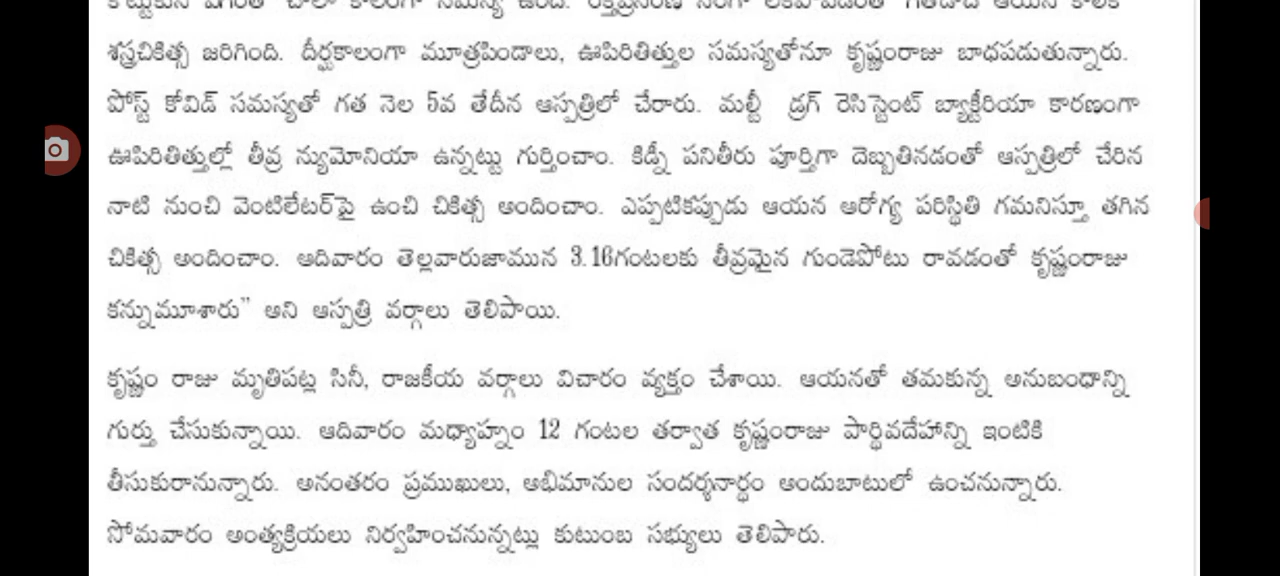 శస్త్రచికిత్స జరిగింది. దీర్ఘకాలంగా మూత్రపిండాలు, ఊపిరితిత్తుల సమస్యతోనూ కృష్ణంరాజు బాధపడుతున్నారు.
పోస్ట్ కోవిడ్ సమస్యతో గత నెల 5వ తేదీన ఆస్పత్రిలో చేరారు. మల్టీ డ్రగ్ రెసిస్టెంట్ బ్యాక్టీరియా కారణంగా
ఊపిరితిత్తుల్లో తీవ్ర న్యుమోనియా ఉన్నట్టు గుర్తించాం. కిడ్నీ పనితీరు పూర్తిగా దెబ్బతినడంతో ఆస్పత్రిలో చేరిన
నాటి నుంచి వెంటిలేటర్‌పై ఉంచి చికిత్స అందించాం. ఎప్పటికప్పుడు ఆయన ఆరోగ్య పరిస్థితి గమనిస్తూ తగిన
చికిత్స అందించాం. ఆదివారం తెల్లవారుజామున 3.16గంటలకు తీవ్రమైన గుండెపోటు రావడంతో కృష్ణంరాజు
కన్నుమూశారు” అని ఆస్పత్రి వర్గాలు తెలిపాయి.
కృష్ణం రాజు మృతిపట్ల సినీ, రాజకీయ వర్గాలు విచారం వ్యక్తం చేశాయి. ఆయనతో తమకున్న అనుబంధాన్ని
గుర్తు చేసుకున్నాయి. ఆదివారం మధ్యాహ్నం 12 గంటల తర్వాత కృష్ణంరాజు పార్థివదేహాన్ని ఇంటికి
తీసుకురానున్నారు. అనంతరం ప్రముఖులు, అభిమానుల సందర్శనార్థం అందుబాటులో ఉంచనున్నారు.
సోమవారం అంత్యక్రియలు నిర్వహించనున్నట్లు కుటుంబ సభ్యులు తెలిపారు.